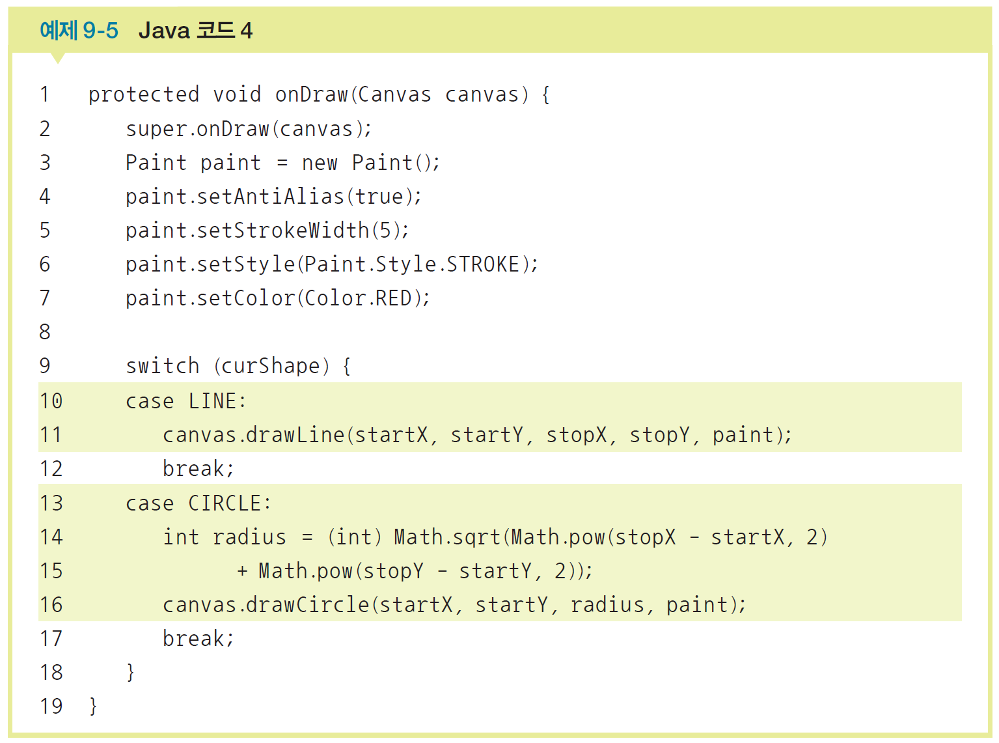 예제 9-5 Java 코드 4
1 protected void onDraw(Canvas canvas) {
2 super.onDraw(canvas);
3 Paint paint = new Paint();
4 paint.setAntiAlias(true);
5 paint.setStrokeWidth(5);
6 paint.setStyle(Paint.Style.STROKE);
7 paint.setColor(Color.RED);
8
9 switch (curShape) {
10 case LINE:
11 canvas.drawLine(startX, startY, stopX, stopY, paint);
12 break;
13 case CIRCLE:
14 int radius = (int) Math.sqrt(Math.pow(stopX - startX, 2)
15 + Math.pow(stopY - startY, 2));
16 canvas.drawCircle(startX, startY, radius, paint);
17 break;
18 }
19 }